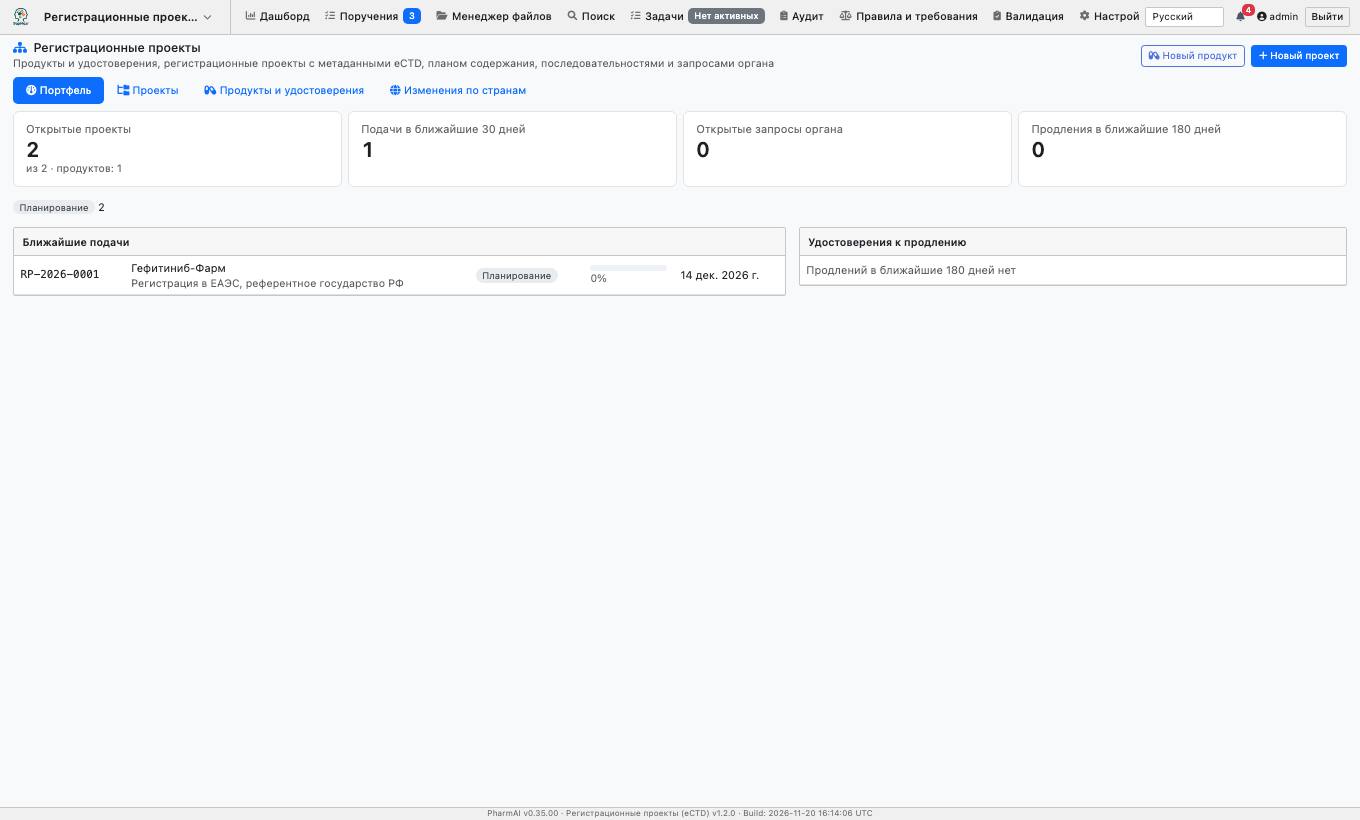 Регистрационные проек...
Дашборд
Поручения 3
Менеджер файлов
Поиск
Задачи Нет активных
Аудит
Правила и требования
Валидация
Настрой
Русский
4
admin
Выйти
Регистрационные проекты
Продукты и удостоверения, регистрационные проекты с метаданными eCTD, планом содержания, последовательностями и запросами органа
Новый продукт
+ Новый проект
Портфель
Проекты
Продукты и удостоверения
Изменения по странам
Открытые проекты
2
из 2 · продуктов: 1
Подачи в ближайшие 30 дней
1
Открытые запросы органа
0
Продления в ближайшие 180 дней
0
Планирование 2
Ближайшие подачи
RP-2026-0001
Гефитиниб-Фарм
Регистрация в ЕАЭС, референтное государство РФ
Планирование
0%
14 дек. 2026 г.
Удостоверения к продлению
Продлений в ближайшие 180 дней нет
PharmAI v0.35.00 · Регистрационные проекты (eCTD) v1.2.0 · Build: 2026-11-20 16:14:06 UTC